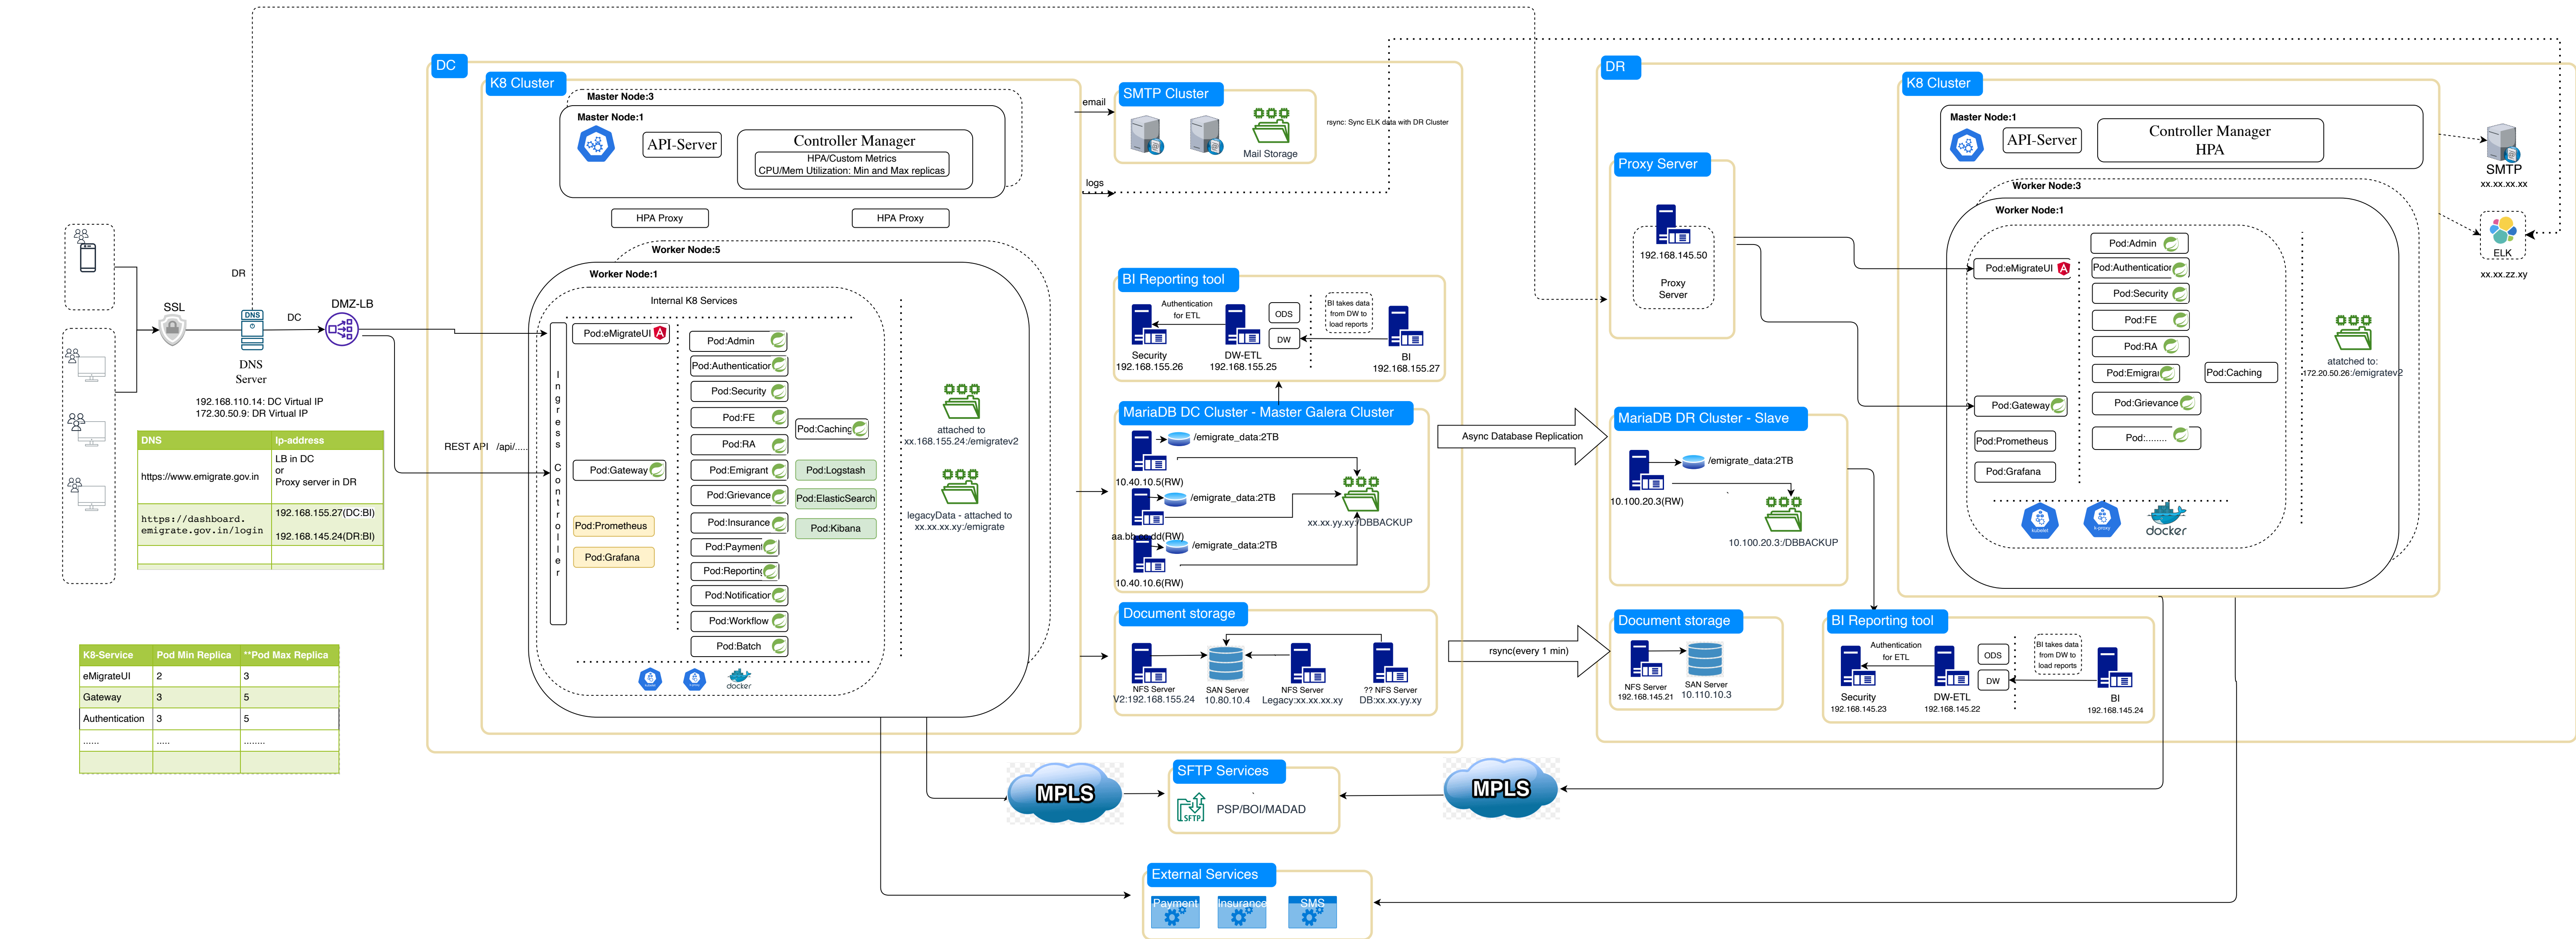 DR
SSL
DNS
DC
DMZ-LB
DNS
Server
192.168.110.14: DC Virtual IP
172.30.50.9: DR Virtual IP
DNS
Ip-address
https://www.emigrate.gov.in
LB in DC
or
Proxy server in DR
https://dashboard.
emigrate.gov.in/login
192.168.155.27(DC:BI)
192.168.145.24(DR:BI)
REST API /api/.....
K8-Service
Pod Min Replica
**Pod Max Replica
eMigrateUI
2
3
Gateway
3
5
Authentication
3
5
......
.....
........
DC
K8 Cluster
Master Node:3
Master Node:1
API-Server
Controller Manager
HPA/Custom Metrics
CPU/Mem Utilization: Min and Max replicas
HPA Proxy
HPA Proxy
Worker Node:5
Worker Node:1
Internal K8 Services
Ingress Controller
Pod:eMigrateUI
Pod:Gateway
Pod:Prometheus
Pod:Grafana
Pod:Admin
Pod:Authentication
Pod:Security
Pod:FE
Pod:RA
Pod:Emigrant
Pod:Grievance
Pod:Insurance
Pod:Payment
Pod:Reporting
Pod:Notification
Pod:Workflow
Pod:Batch
Pod:Caching
Pod:Logstash
Pod:ElasticSearch
Pod:Kibana
docker
attached to
xx.168.155.24:/emigratev2
legacyData - attached to
xx.xx.xx.xy:/emigrate
email
logs
SMTP Cluster
Mail Storage
rsync: Sync ELK data with DR Cluster
BI Reporting tool
Authentication
for ETL
ODS
DW
BI takes data
from DW to
load reports
Security
192.168.155.26
DW-ETL
192.168.155.25
BI
192.168.155.27
MariaDB DC Cluster - Master Galera Cluster
/emigrate_data:2TB
10.40.10.5(RW)
/emigrate_data:2TB
aa.bb.cc.dd(RW)
/emigrate_data:2TB
10.40.10.6(RW)
xx.xx.yy.xy:/DBBACKUP
Document storage
NFS Server
V2:192.168.155.24
SAN Server
10.80.10.4
NFS Server
Legacy:xx.xx.xx.xy
?? NFS Server
DB:xx.xx.yy.xy
Async Database Replication
rsync(every 1 min)
DR
Proxy Server
192.168.145.50
Proxy
Server
MariaDB DR Cluster - Slave
/emigrate_data:2TB
10.100.20.3(RW)
10.100.20.3:/DBBACKUP
Document storage
NFS Server
192.168.145.21
SAN Server
10.110.10.3
BI Reporting tool
Authentication
for ETL
ODS
DW
BI takes data
from DW to
load reports
Security
192.168.145.23
DW-ETL
192.168.145.22
BI
192.168.145.24
K8 Cluster
Master Node:1
API-Server
Controller Manager
HPA
Worker Node:3
Worker Node:1
Pod:eMigrateUI
Pod:Gateway
Pod:Prometheus
Pod:Grafana
Pod:Admin
Pod:Authentication
Pod:Security
Pod:FE
Pod:RA
Pod:Emigrar
Pod:Grievance
Pod:........
Pod:Caching
kubelet
k-proxy
docker
atatched to:
172.20.50.26:/emigratev2
SMTP
xx.xx.xx.xx
ELK
xx.xx.zz.xy
MPLS
SFTP Services
SFTP
PSP/BOI/MADAD
MPLS
External Services
Payment
Insurance
SMS